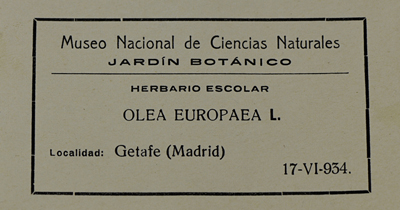 Museo Nacional de Ciencias Naturales
JARDÍN BOTÁNICO
HERBARIO ESCOLAR
OLEA EUROPAEA L.
Localidad: Getafe (Madrid)
17-VI-934.